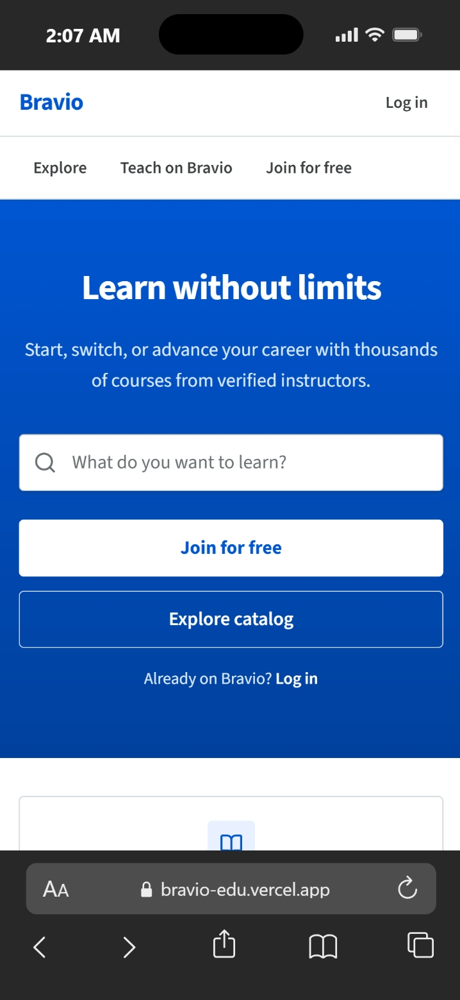 2:07 AM
Bravio
Log in
Explore
Teach on Bravio
Join for free
Learn without limits
Start, switch, or advance your career with thousands
of courses from verified instructors.
What do you want to learn?
Join for free
Explore catalog
Already on Bravio? Log in
AA
bravio-edu.vercel.app